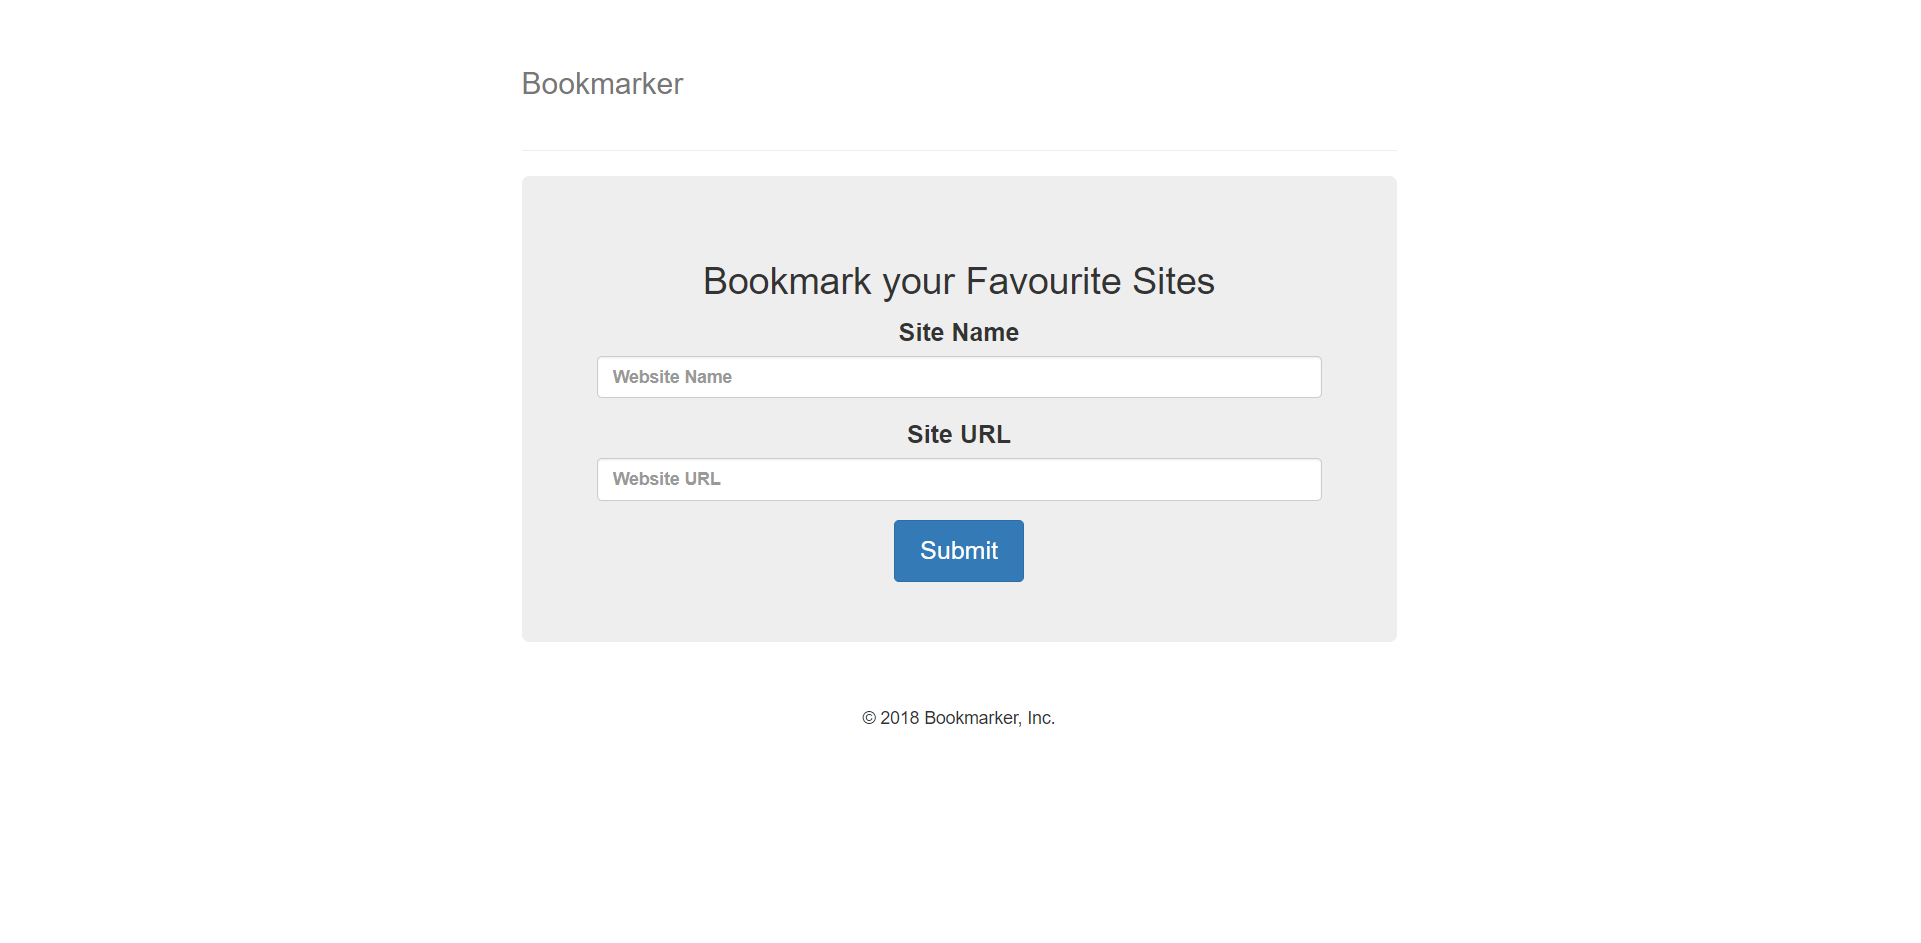 Bookmarker
Bookmark your Favourite Sites
Site Name
Website Name
Site URL
Website URL
Submit
© 2018 Bookmarker, Inc.